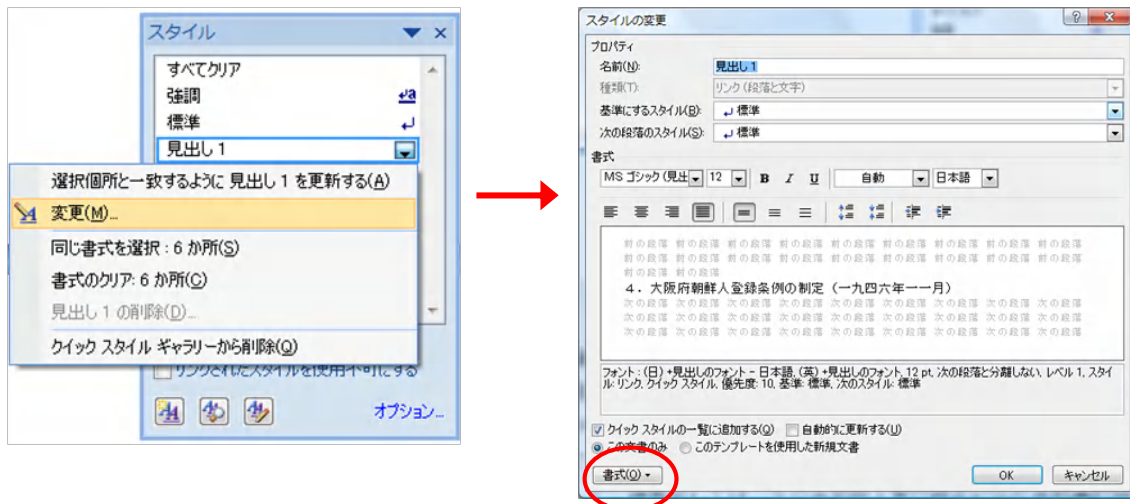 スタイル
すべてクリア
強調
標準
見出し 1
選択個所と一致するように 見出し 1 を更新する(A)
変更(M)...
同じ書式を選択 : 6 か所(S)
書式のクリア: 6 か所(C)
見出し 1 の削除(D)...
クイック スタイル ギャラリーから削除(Q)
リンクされたスタイルを使用不可にする
オプション...
スタイルの変更
プロパティ
名前(N): 見出し 1
種類(T): リンク (段落と文字)
基準にするスタイル(B): 標準
次の段落のスタイル(S): 標準
書式
MS ゴシック (見出 12 B I U 自動 日本語
前の段落 前の段落 前の段落 前の段落 前の段落 前の段落 前の段落 前の段落 前の段落
前の段落 前の段落 前の段落 前の段落 前の段落 前の段落 前の段落 前の段落 前の段落
前の段落 前の段落
４．大阪府朝鮮人登録条例の制定（一九四六年一一月）
次の段落 次の段落 次の段落 次の段落 次の段落 次の段落 次の段落 次の段落 次の段落
次の段落 次の段落 次の段落 次の段落 次の段落 次の段落 次の段落 次の段落 次の段落
次の段落 次の段落 次の段落 次の段落 次の段落 次の段落 次の段落 次の段落 次の段落
フォント : (日) +見出しのフォント - 日本語, (英) +見出しのフォント, 12 pt, 次の段落と分離しない, レベル 1, スタイ
ル: リンク, クイック スタイル, 優先度: 10, 基準: 標準, 次のスタイル: 標準
クイック スタイルの一覧に追加する(Q) 自動的に更新する(U)
この文書のみ このテンプレートを使用した新規文書
書式(O) OK キャンセル